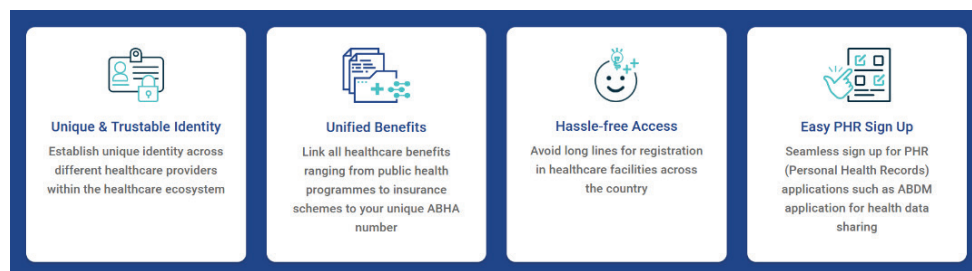 Unique & Trustable Identity
Establish unique identity across
different healthcare providers
within the healthcare ecosystem
Unified Benefits
Link all healthcare benefits
ranging from public health
programmes to insurance
schemes to your unique ABHA
number
Hassle-free Access
Avoid long lines for registration
in healthcare facilities across
the country
Easy PHR Sign Up
Seamless sign up for PHR
(Personal Health Records)
applications such as ABDM
application for health data
sharing